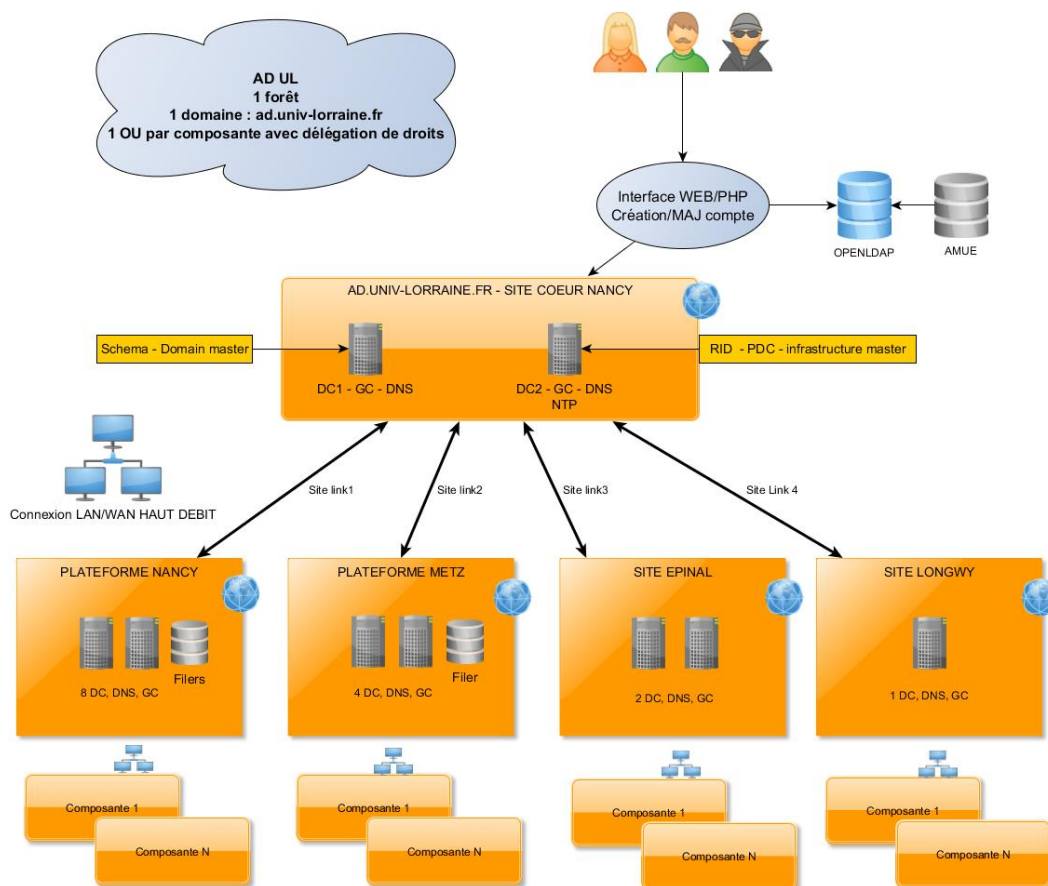 AD UL
1 forêt
1 domaine : ad.univ-lorraine.fr
1 OU par composante avec délégation de droits
Interface WEB/PHP
Création/MAJ compte
OPENLDAP
AMUE
AD.UNIV-LORRAINE.FR - SITE COEUR NANCY
Schema - Domain master
RID - PDC - infrastructure master
DC1 - GC - DNS
DC2 - GC - DNS
NTP
Connexion LAN/WAN HAUT DEBIT
Site link1
Site link2
Site link3
Site Link 4
PLATEFORME NANCY
Filers
8 DC, DNS, GC
PLATEFORME METZ
Filer
4 DC, DNS, GC
SITE EPINAL
2 DC, DNS, GC
SITE LONGWY
1 DC, DNS, GC
Composante 1
Composante N
Composante 1
Composante N
Composante 1
Composante N
Composante 1
Composante N